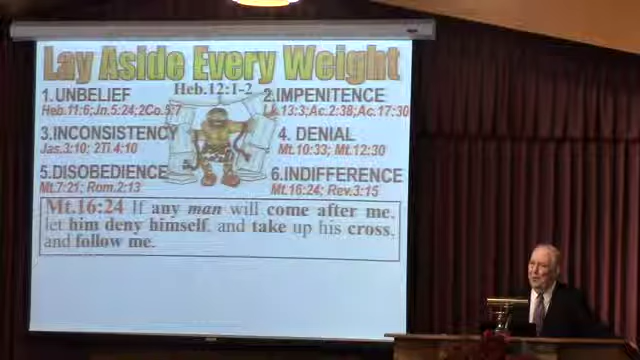 Lay Aside Every Weight
Heb.12:1-2
1.UNBELIEF 2.IMPENITENCE
Heb.11:6;Jn.5:24;2Co.5:7 Lk.13:3;Ac.2:38;Ac.17:30
3.INCONSISTENCY 4. DENIAL
Jas.3:10; 2Ti.4:10 Mt.10:33; Mt.12:30
5.DISOBEDIENCE 6.INDIFFERENCE
Mt.7:21; Rom.2:13 Mt.16:24; Rev.3:15
Mt.16:24 If any man will come after me,
let him deny himself, and take up his cross,
and follow me.